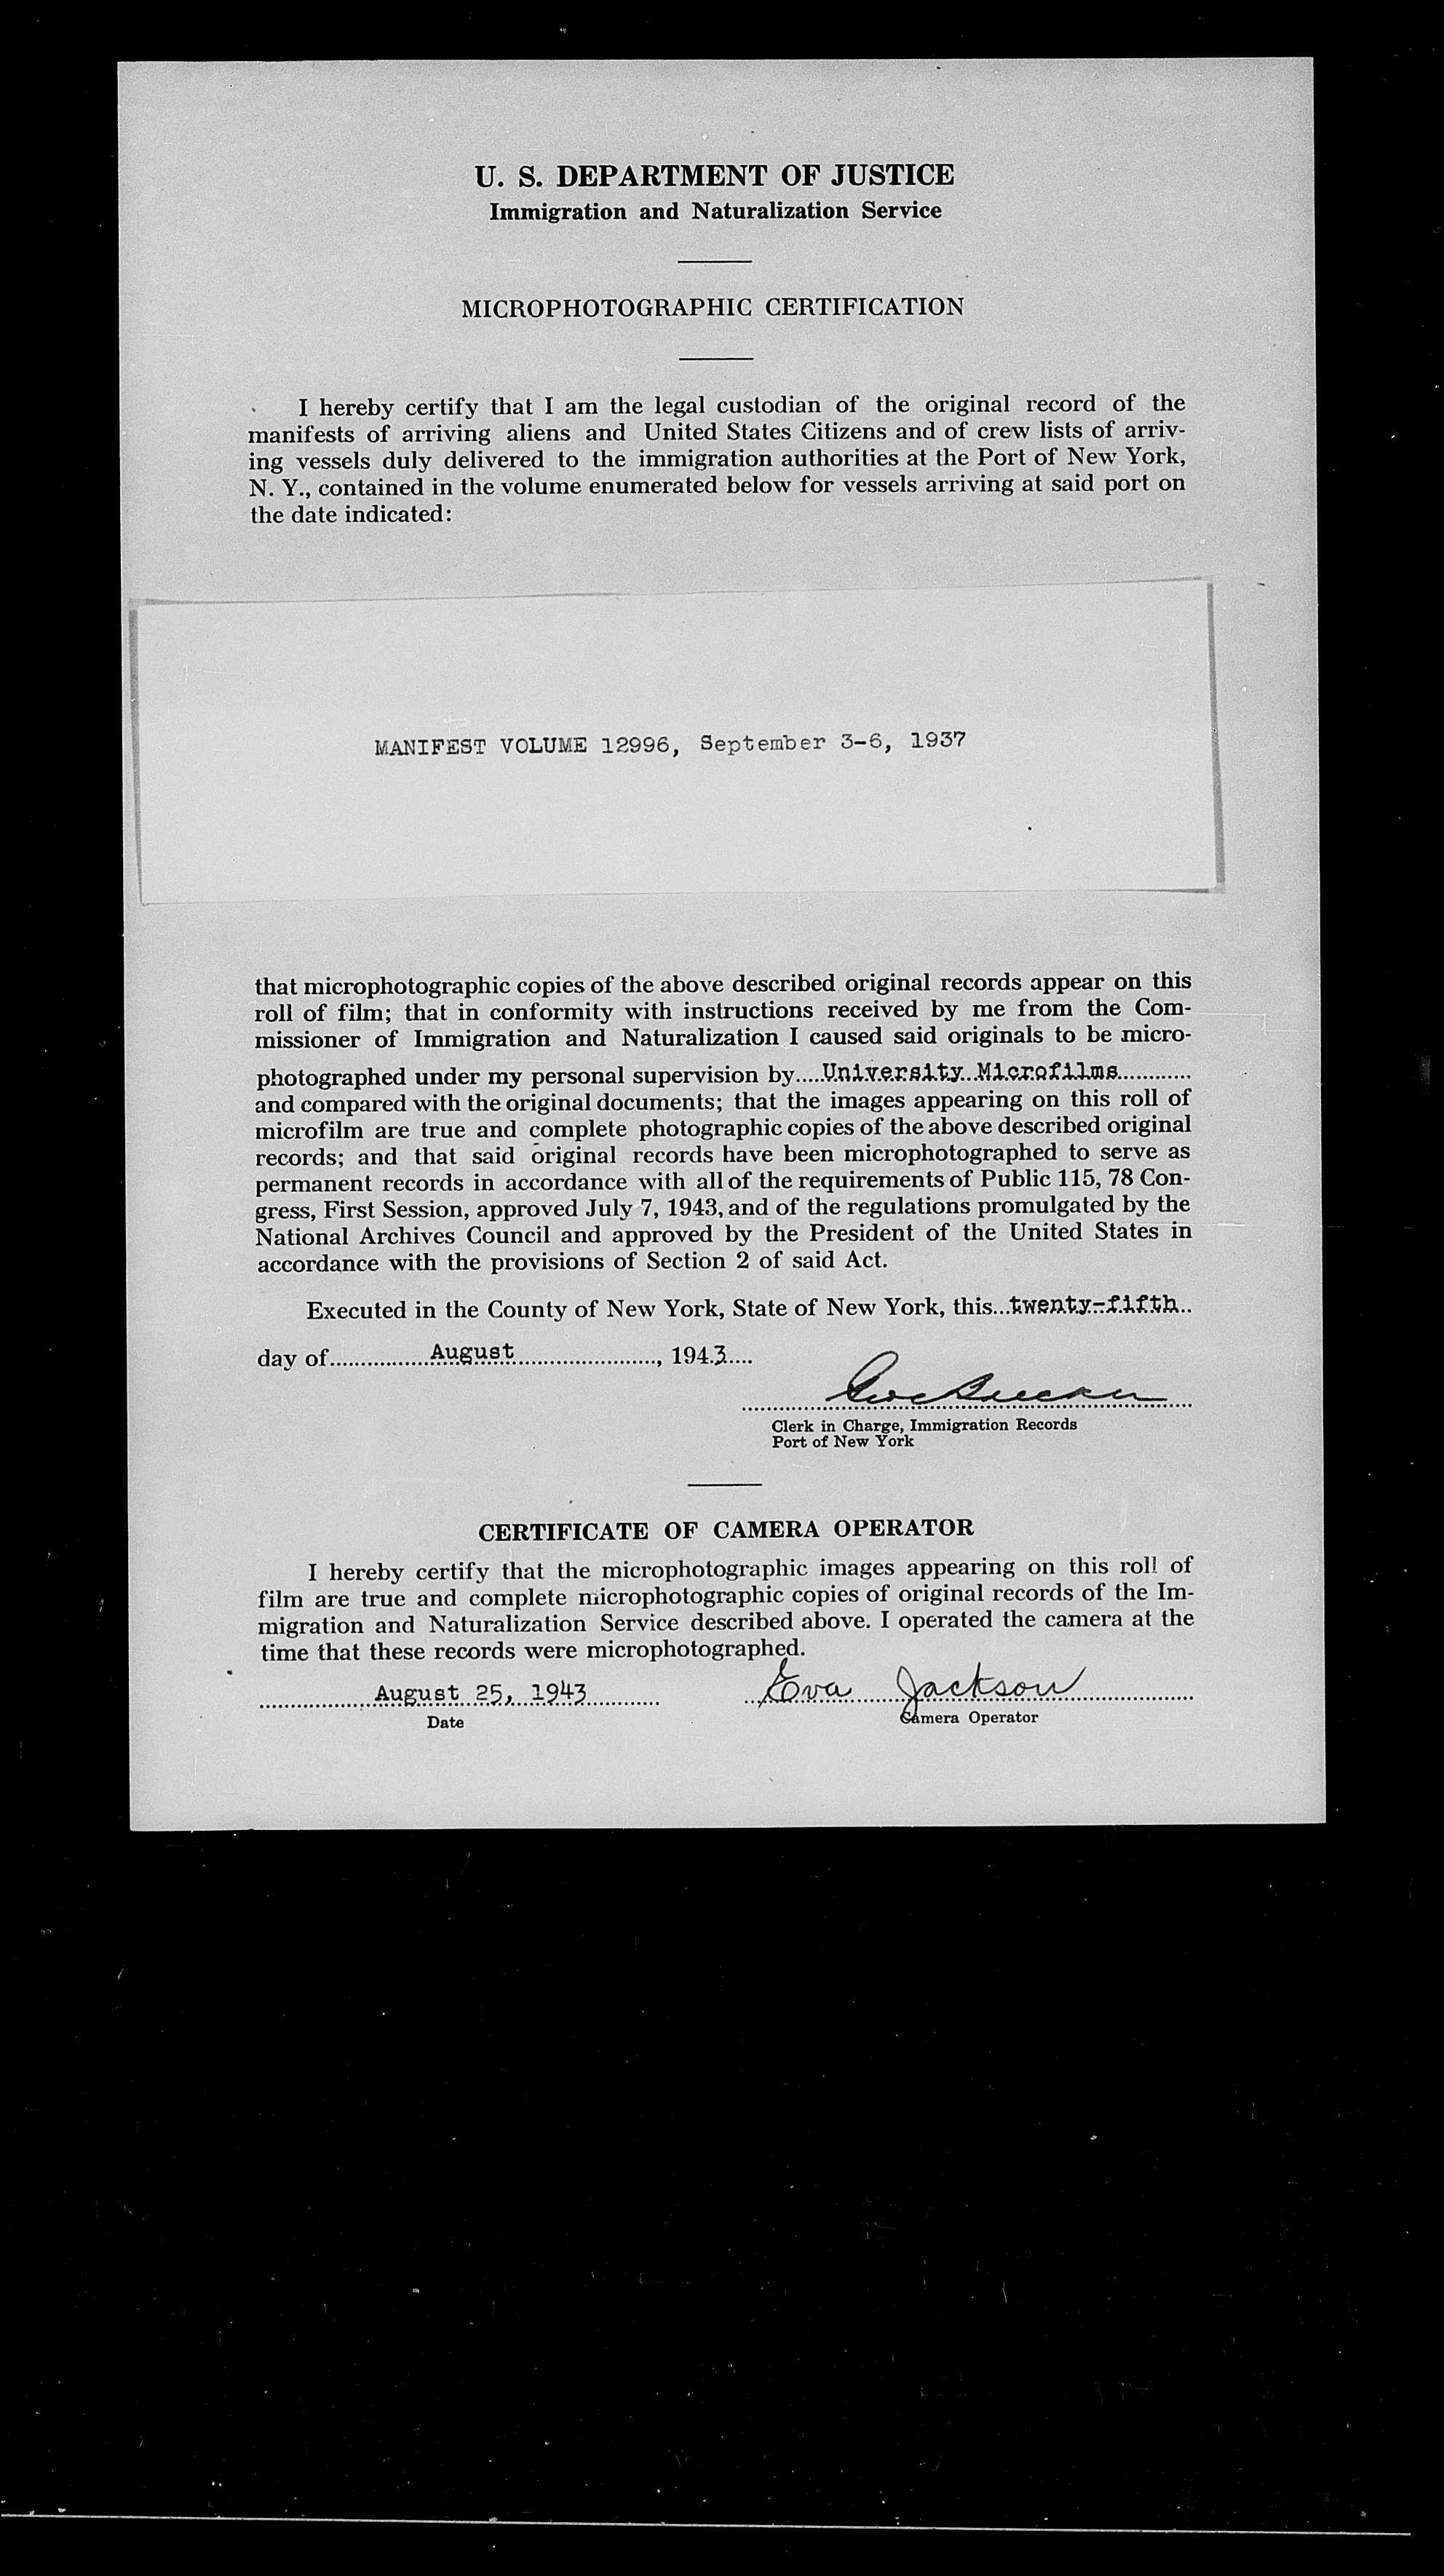 U. S. DEPARTMENT OF JUSTICE
Immigration and Naturalization Service
MICROPHOTOGRAPHIC CERTIFICATION
I hereby certify that I am the legal custodian of the original record of the
manifests of arriving aliens and United States Citizens and of crew lists of arriv-
ing vessels duly delivered to the immigration authorities at the Port of New York,
N. Y., contained in the volume enumerated below for vessels arriving at said port on
the date indicated:
MANIFEST VOLUME 12996, September 3-6, 1937
that microphotographic copies of the above described original records appear on this
roll of film; that in conformity with instructions received by me from the Com-
missioner of Immigration and Naturalization I caused said originals to be micro-
photographed under my personal supervision by.....University Microfilms............
and compared with the original documents; that the images appearing on this roll of
microfilm are true and complete photographic copies of the above described original
records; and that said original records have been microphotographed to serve as
permanent records in accordance with all of the requirements of Public 115, 78 Con-
gress, First Session, approved July 7, 1943, and of the regulations promulgated by the
National Archives Council and approved by the President of the United States in
accordance with the provisions of Section 2 of said Act.
Executed in the County of New York, State of New York, this...twenty-fifth..
day of.................August........................, 194.3.....
Clerk in Charge, Immigration Records
Port of New York
CERTIFICATE OF CAMERA OPERATOR
I hereby certify that the microphotographic images appearing on this roll of
film are true and complete microphotographic copies of original records of the Im-
migration and Naturalization Service described above. I operated the camera at the
time that these records were microphotographed.
August 25, 1943 Eva Jackson
Date Camera Operator